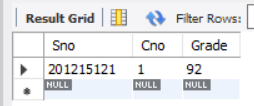 Result Grid Filter Rows:
Sno Cno Grade
201215121 1 92
NULL NULL NULL